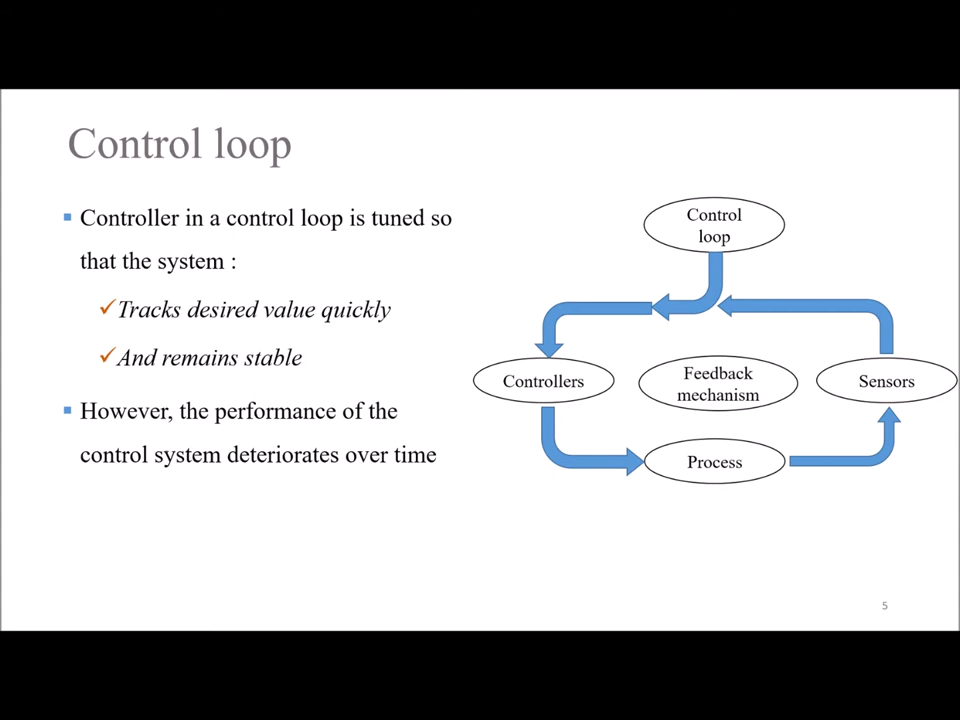 Control loop
Controller in a control loop is tuned so
that the system :
Tracks desired value quickly
And remains stable
However, the performance of the
control system deteriorates over time
Control
loop
Controllers
Feedback
mechanism
Sensors
Process
5